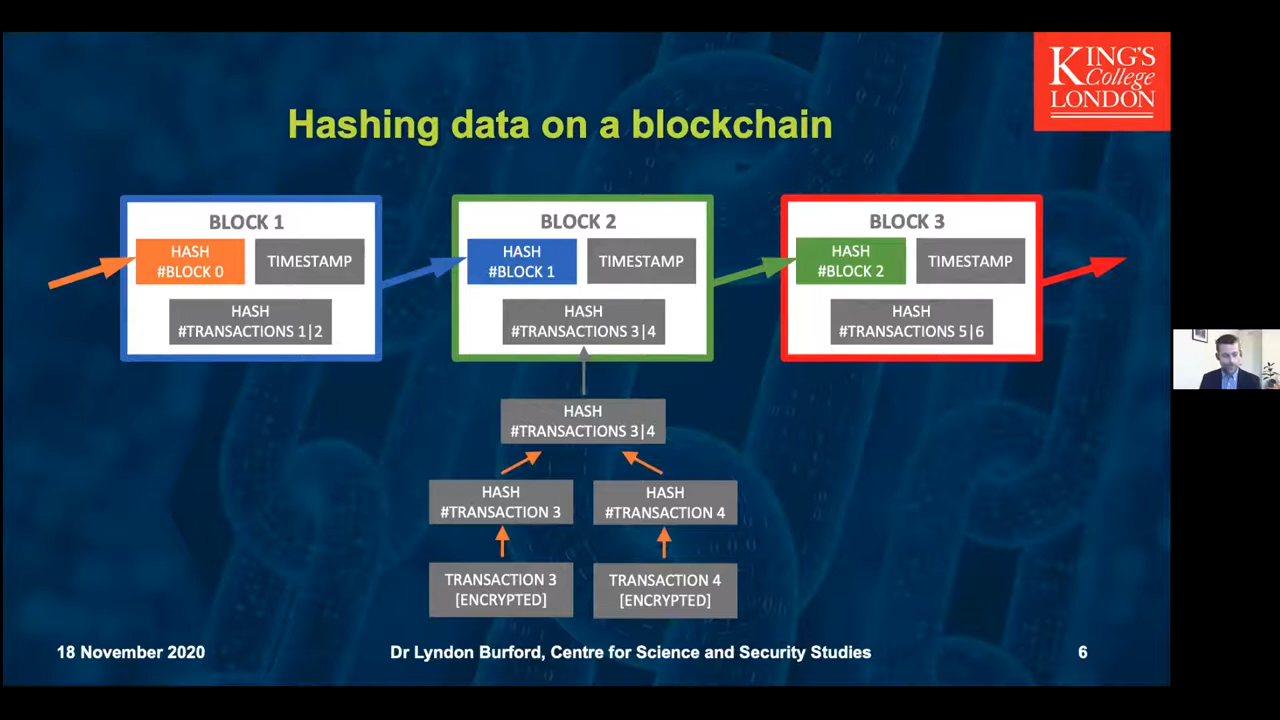 KING'S
College
LONDON
Hashing data on a blockchain
BLOCK 1
HASH
#BLOCK 0
TIMESTAMP
HASH
#TRANSACTIONS 1|2
BLOCK 2
HASH
#BLOCK 1
TIMESTAMP
HASH
#TRANSACTIONS 3|4
BLOCK 3
HASH
#BLOCK 2
TIMESTAMP
HASH
#TRANSACTIONS 5|6
HASH
#TRANSACTIONS 3|4
HASH
#TRANSACTION 3
HASH
#TRANSACTION 4
TRANSACTION 3
[ENCRYPTED]
TRANSACTION 4
[ENCRYPTED]
18 November 2020
Dr Lyndon Burford, Centre for Science and Security Studies
6